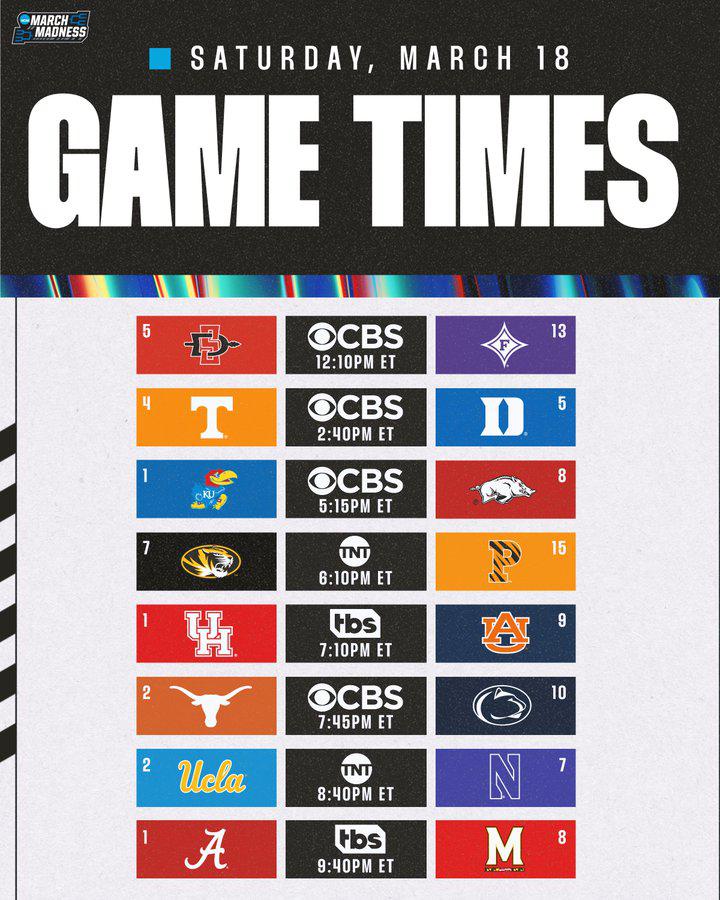 NCAA
MARCH
MADNESS
SATURDAY, MARCH 18
GAME TIMES
5 SD CBS F 13
12:10PM ET
4 T CBS D 5
2:40PM ET
1 KU CBS 8
5:15PM ET
7 TNT P 15
6:10PM ET
1 UH tbs AU 9
7:10PM ET
2 CBS 10
7:45PM ET
2 Ucla TNT N 7
8:40PM ET
1 A tbs M 8
9:40PM ET